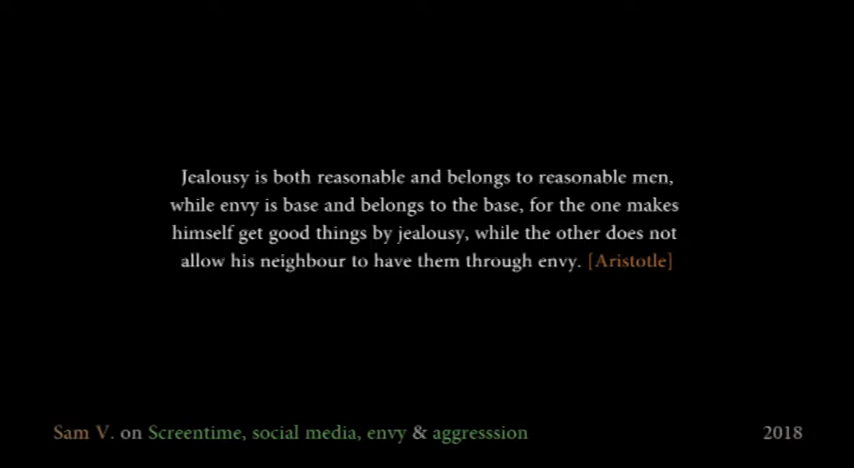 Jealousy is both reasonable and belongs to reasonable men,
while envy is base and belongs to the base, for the one makes
himself get good things by jealousy, while the other does not
allow his neighbour to have them through envy. [Aristotle]
Sam V. on Screentime, social media, envy & aggresssion
2018